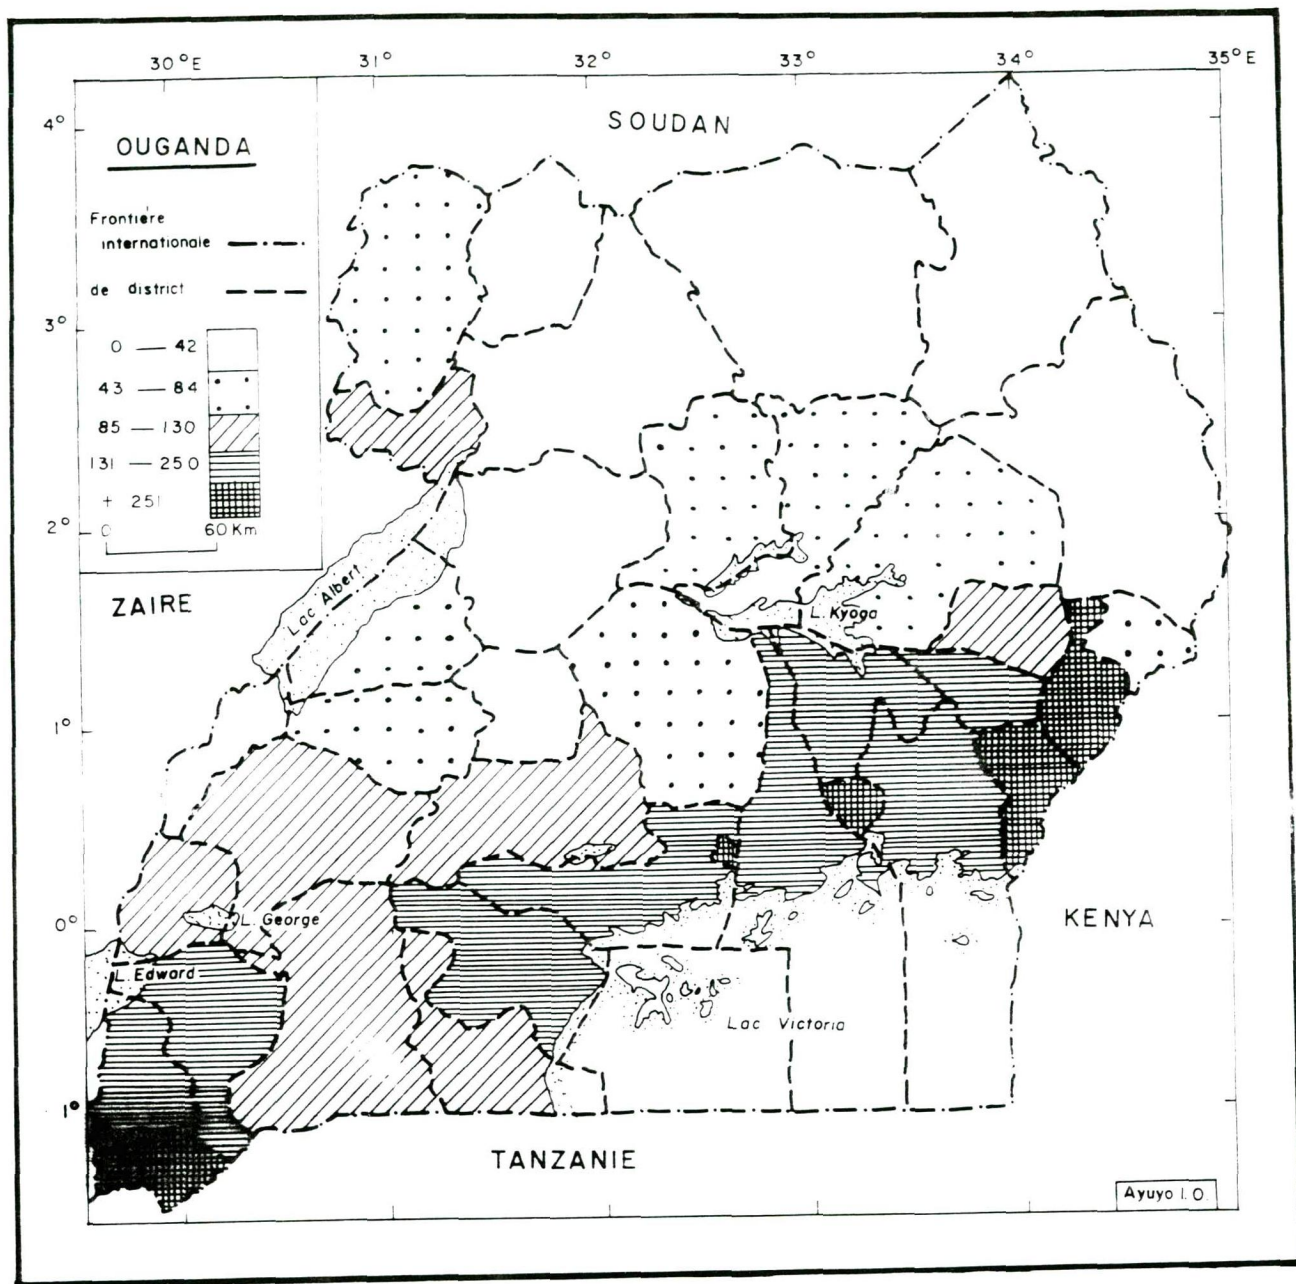 30°E 31° 32° 33° 34° 35°E
4°
SOUDAN
OUGANDA
Frontière
internationale
de district
3°
0 — 42
43 — 84
85 — 130
131 — 250
+ 251
0 60 Km
2°
ZAIRE
Lac Albert
L. Kyoga
1°
L. George
0°
KENYA
L. Edward
Lac Victoria
1°
TANZANIE
Ayuyo I.O.